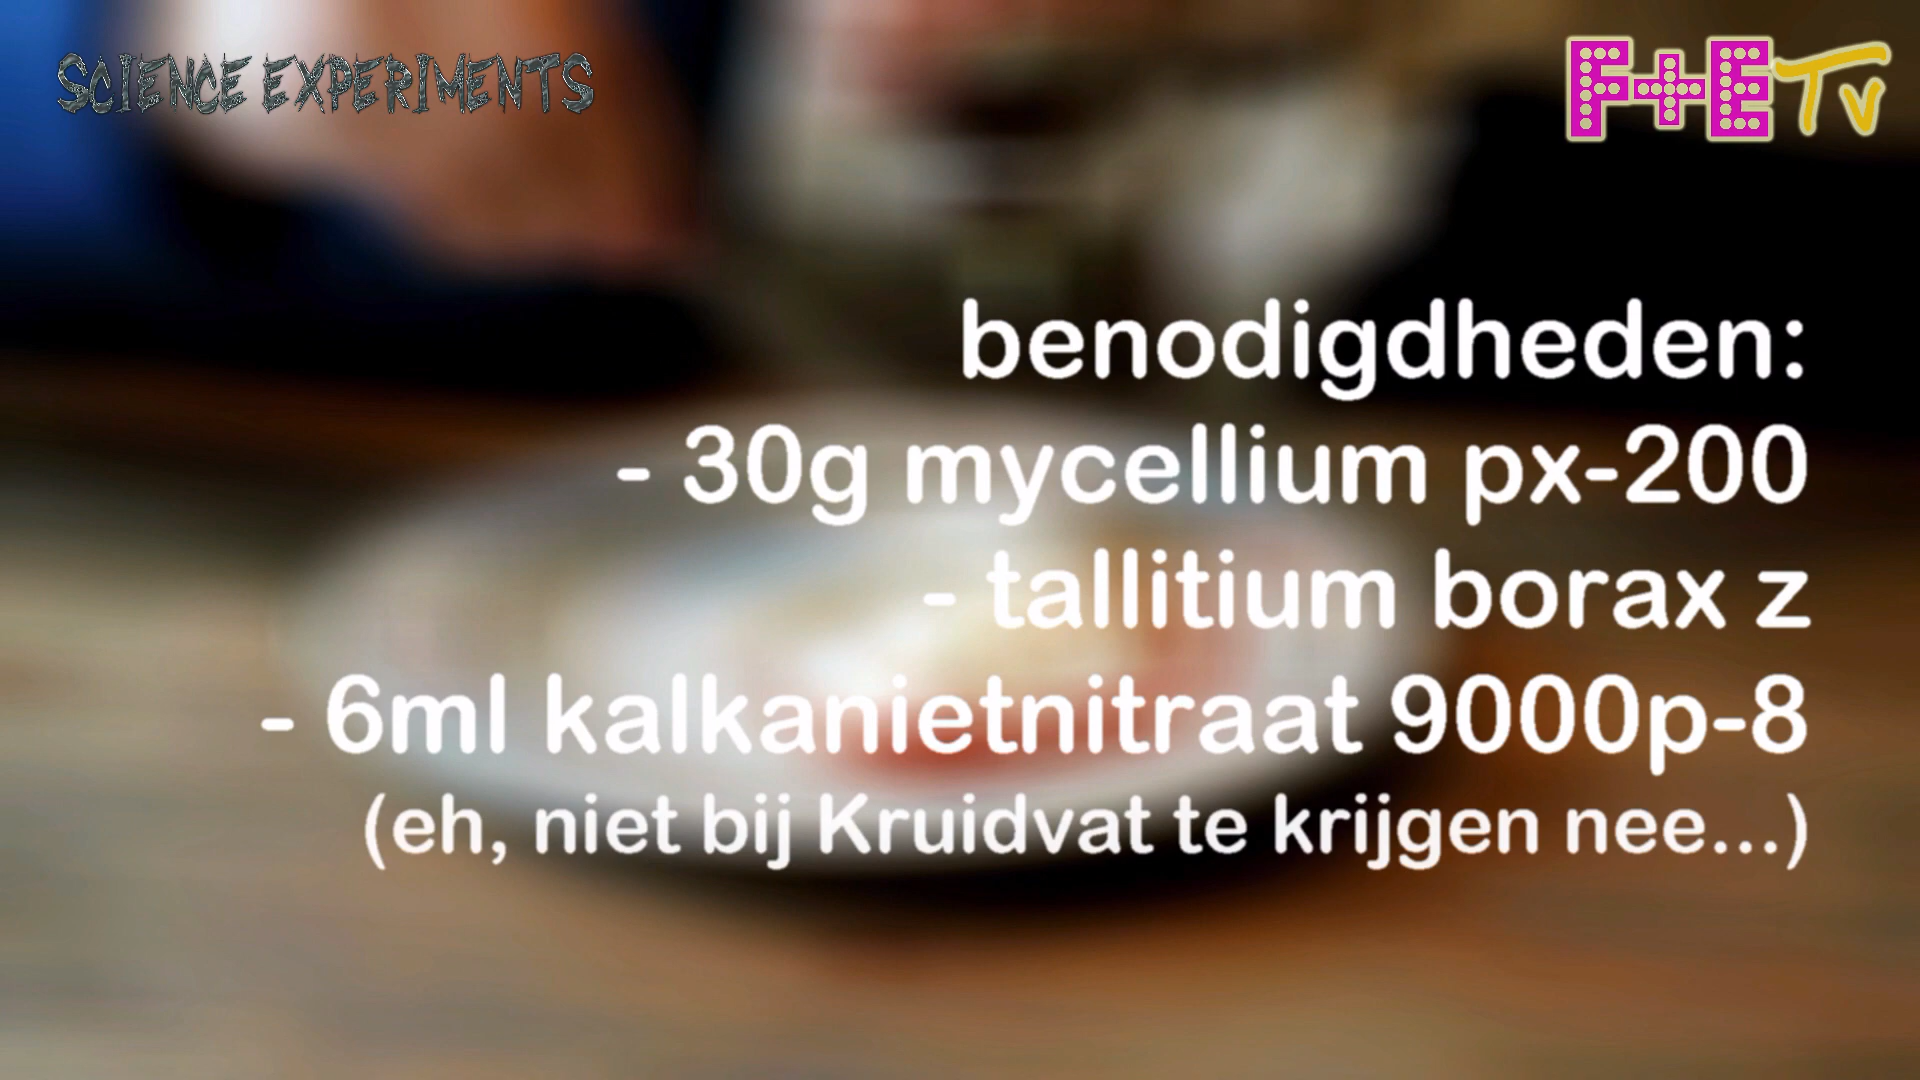 SCIENCE EXPERIMENTS
F+E Tv
benodigdheden:
- 30g mycellium px-200
- tallitium borax z
- 6ml kalkanietnitraat 9000p-8
(eh, niet bij Kruidvat te krijgen nee...)